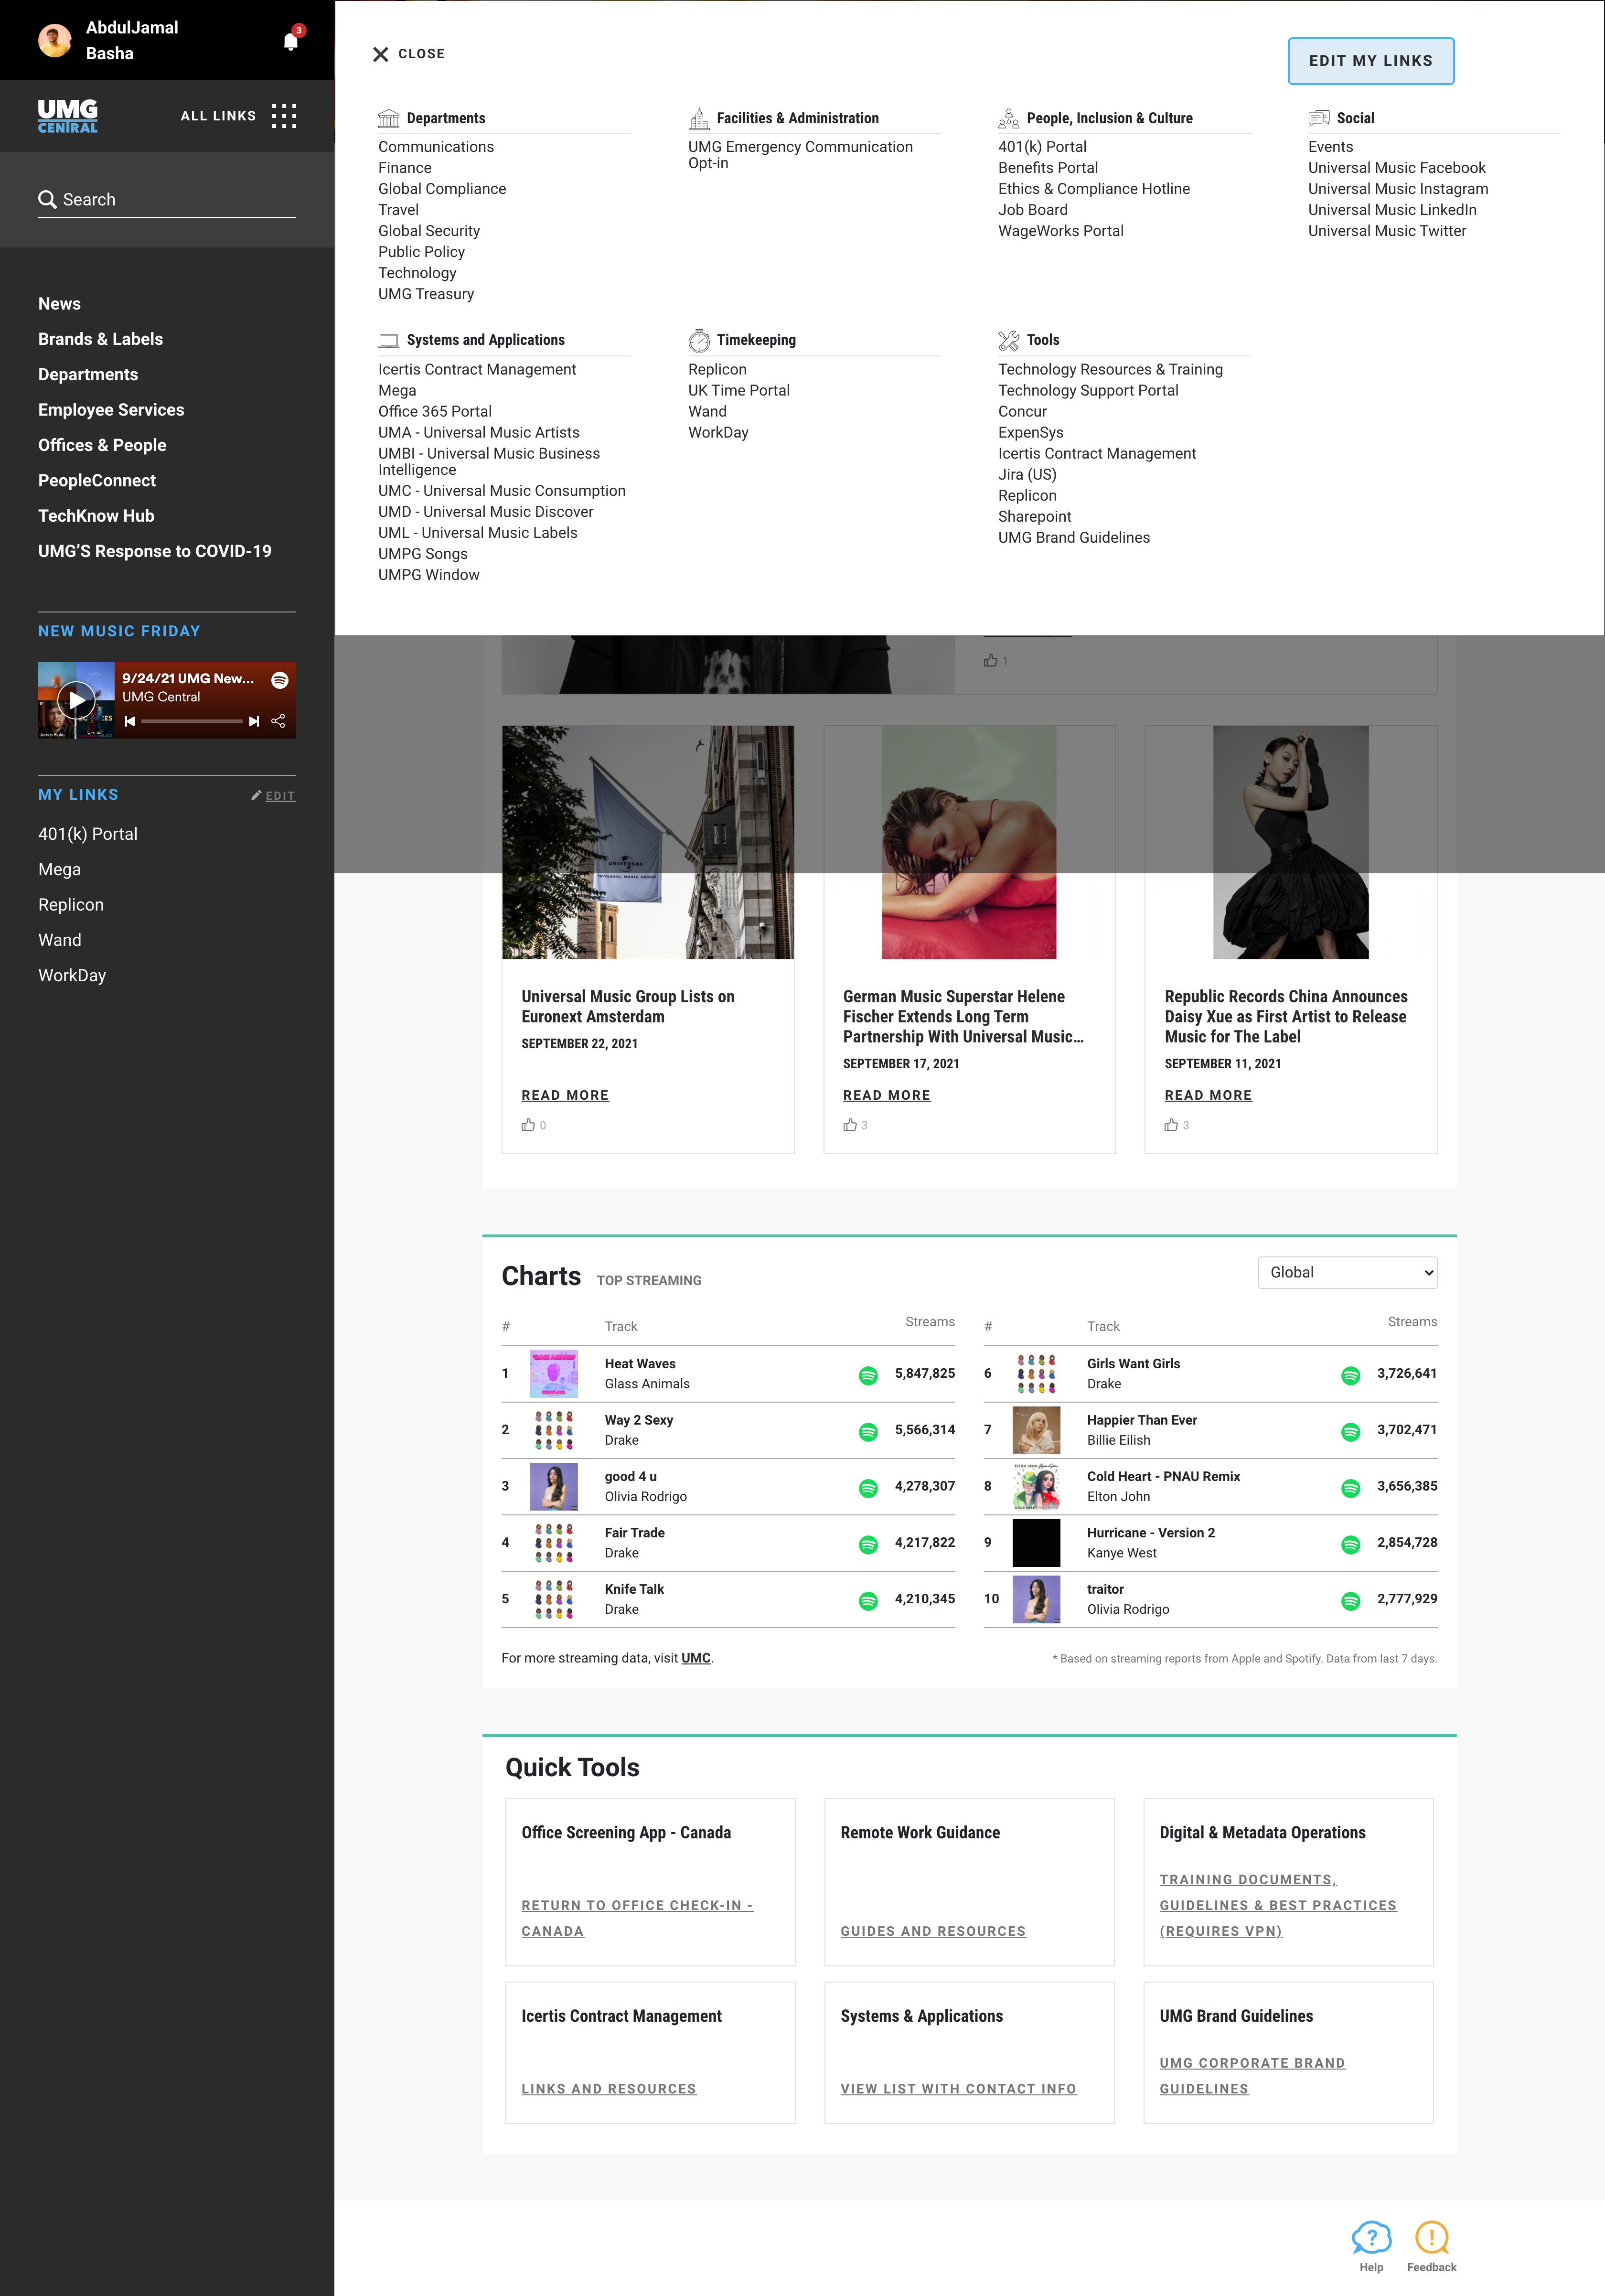 AbdulJamal
Basha
3
UMG
CENTRAL
ALL LINKS
Search
News
Brands & Labels
Departments
Employee Services
Offices & People
PeopleConnect
TechKnow Hub
UMG’S Response to COVID-19
NEW MUSIC FRIDAY
9/24/21 UMG New...
UMG Central
James Blake
MY LINKS
EDIT
401(k) Portal
Mega
Replicon
Wand
WorkDay
CLOSE
EDIT MY LINKS
Departments
Communications
Finance
Global Compliance
Travel
Global Security
Public Policy
Technology
UMG Treasury
Facilities & Administration
UMG Emergency Communication
Opt-in
People, Inclusion & Culture
401(k) Portal
Benefits Portal
Ethics & Compliance Hotline
Job Board
WageWorks Portal
Social
Events
Universal Music Facebook
Universal Music Instagram
Universal Music LinkedIn
Universal Music Twitter
Systems and Applications
Icertis Contract Management
Mega
Office 365 Portal
UMA - Universal Music Artists
UMBI - Universal Music Business
Intelligence
UMC - Universal Music Consumption
UMD - Universal Music Discover
UML - Universal Music Labels
UMPG Songs
UMPG Window
Timekeeping
Replicon
UK Time Portal
Wand
WorkDay
Tools
Technology Resources & Training
Technology Support Portal
Concur
ExpenSys
Icertis Contract Management
Jira (US)
Replicon
Sharepoint
UMG Brand Guidelines
1
UNIVERSAL
UNIVERSAL MUSIC GROUP
Universal Music Group Lists on
Euronext Amsterdam
SEPTEMBER 22, 2021
READ MORE
0
German Music Superstar Helene
Fischer Extends Long Term
Partnership With Universal Music...
SEPTEMBER 17, 2021
READ MORE
3
Republic Records China Announces
Daisy Xue as First Artist to Release
Music for The Label
SEPTEMBER 11, 2021
READ MORE
3
Charts TOP STREAMING
Global
# Track Streams
1 Heat Waves 5,847,825
Glass Animals
2 Way 2 Sexy 5,566,314
Drake
3 good 4 u 4,278,307
Olivia Rodrigo
4 Fair Trade 4,217,822
Drake
5 Knife Talk 4,210,345
Drake
# Track Streams
6 Girls Want Girls 3,726,641
Drake
7 Happier Than Ever 3,702,471
Billie Eilish
8 Cold Heart - PNAU Remix 3,656,385
Elton John
9 Hurricane - Version 2 2,854,728
Kanye West
10 traitor 2,777,929
Olivia Rodrigo
For more streaming data, visit UMC.
* Based on streaming reports from Apple and Spotify. Data from last 7 days.
Quick Tools
Office Screening App - Canada
RETURN TO OFFICE CHECK-IN -
CANADA
Remote Work Guidance
GUIDES AND RESOURCES
Digital & Metadata Operations
TRAINING DOCUMENTS,
GUIDELINES & BEST PRACTICES
(REQUIRES VPN)
Icertis Contract Management
LINKS AND RESOURCES
Systems & Applications
VIEW LIST WITH CONTACT INFO
UMG Brand Guidelines
UMG CORPORATE BRAND
GUIDELINES
Help
Feedback